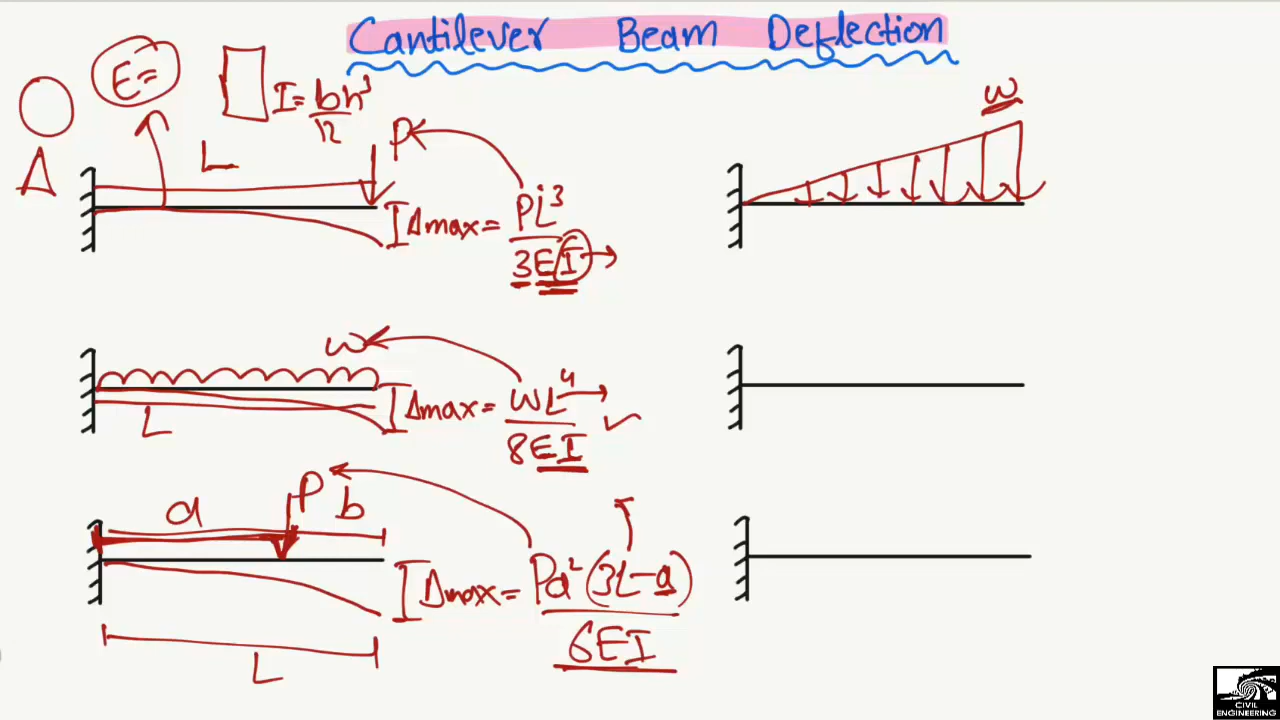 Cantilever Beam Deflection
E=
I = bh³/12
A
L
P
Δmax = PL³/3EI
w
L
Δmax = wL⁴/8EI
a
P
b
Δmax = Pa²(3L-a)/6EI
L
w
CIVIL
ENGINEERING